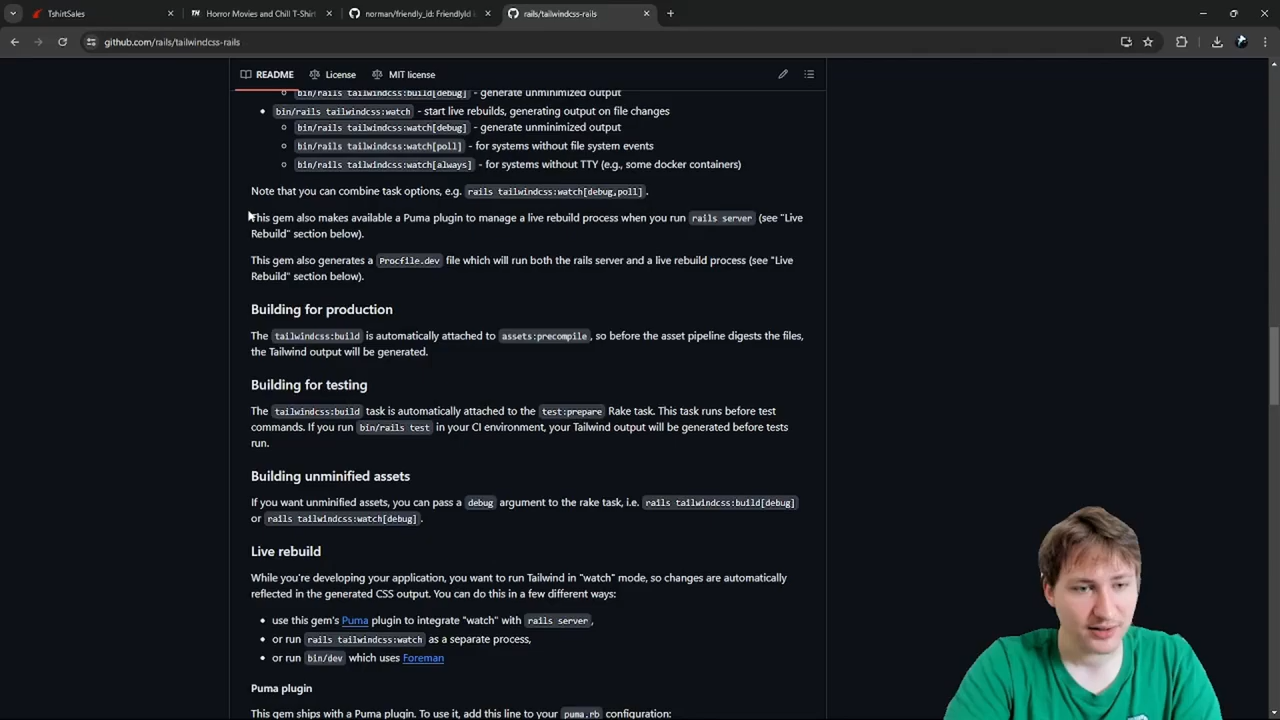 TshirtSales
TH Horror Movies and Chill T-Shirt
norman/friendly_id: FriendlyId
rails/tailwindcss-rails
github.com/rails/tailwindcss-rails
README License MIT license
bin/rails tailwindcss:build[debug] - generate unminimized output
bin/rails tailwindcss:watch - start live rebuilds, generating output on file changes
bin/rails tailwindcss:watch[debug] - generate unminimized output
bin/rails tailwindcss:watch[poll] - for systems without file system events
bin/rails tailwindcss:watch[always] - for systems without TTY (e.g., some docker containers)
Note that you can combine task options, e.g. rails tailwindcss:watch[debug,poll].
This gem also makes available a Puma plugin to manage a live rebuild process when you run rails server (see "Live
Rebuild" section below).
This gem also generates a Procfile.dev file which will run both the rails server and a live rebuild process (see "Live
Rebuild" section below).
Building for production
The tailwindcss:build is automatically attached to assets:precompile, so before the asset pipeline digests the files,
the Tailwind output will be generated.
Building for testing
The tailwindcss:build task is automatically attached to the test:prepare Rake task. This task runs before test
commands. If you run bin/rails test in your CI environment, your Tailwind output will be generated before tests
run.
Building unminified assets
If you want unminified assets, you can pass a debug argument to the rake task, i.e. rails tailwindcss:build[debug]
or rails tailwindcss:watch[debug].
Live rebuild
While you're developing your application, you want to run Tailwind in "watch" mode, so changes are automatically
reflected in the generated CSS output. You can do this in a few different ways:
use this gem's Puma plugin to integrate "watch" with rails server,
or run rails tailwindcss:watch as a separate process,
or run bin/dev which uses Foreman
Puma plugin
This gem ships with a Puma plugin. To use it, add this line to your puma.rb configuration: